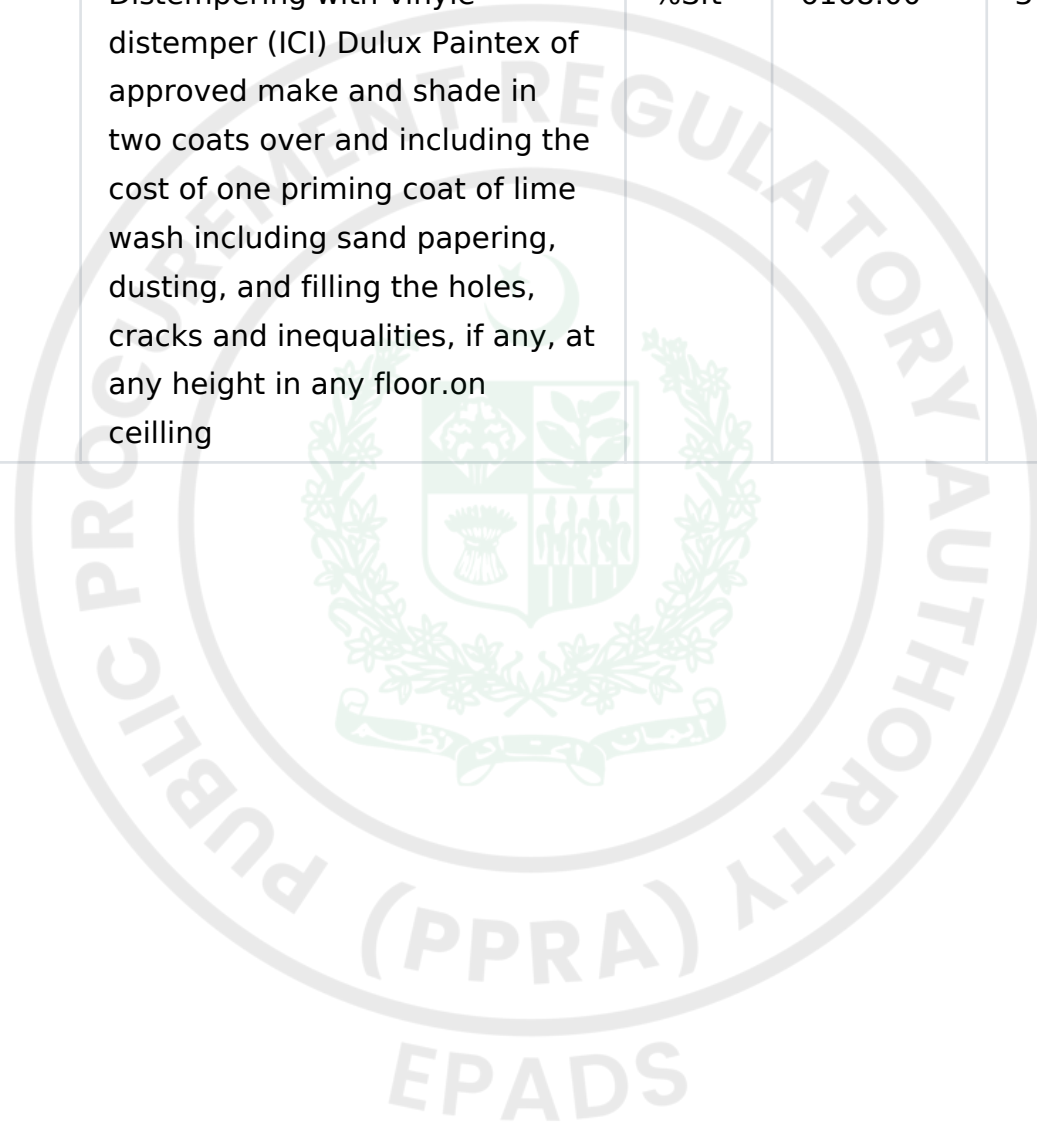 distemper (ICI) Dulux Paintex of
approved make and shade in
two coats over and including the
cost of one priming coat of lime
wash including sand papering,
dusting, and filling the holes,
cracks and inequalities, if any, at
any height in any floor.on
ceilling
PUBLIC PROCUREMENT REGULATORY AUTHORITY
(PPRA)
EPADS